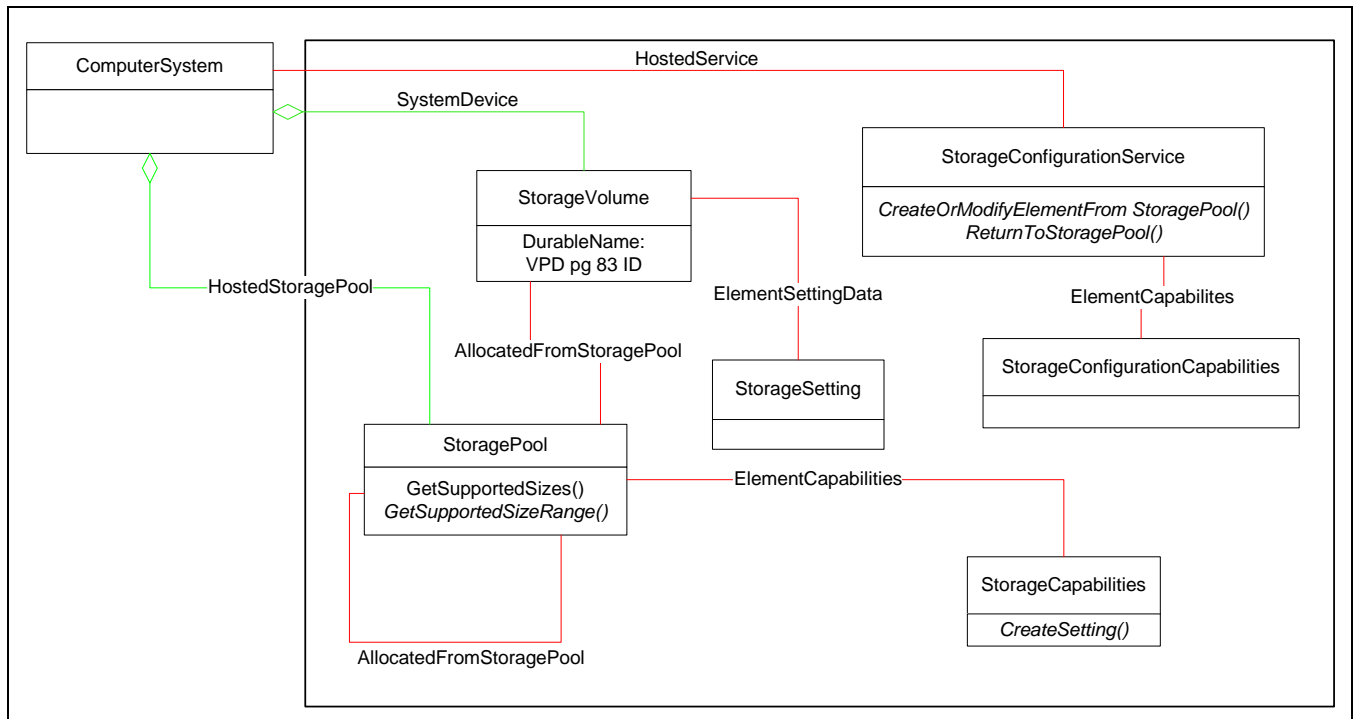 ComputerSystem
HostedService
SystemDevice
StorageConfigurationService
CreateOrModifyElementFrom StoragePool()
ReturnToStoragePool()
StorageVolume
DurableName:
VPD pg 83 ID
HostedStoragePool
ElementSettingData
ElementCapabilites
AllocatedFromStoragePool
StorageSetting
StorageConfigurationCapabilities
StoragePool
GetSupportedSizes()
GetSupportedSizeRange()
ElementCapabilities
StorageCapabilities
CreateSetting()
AllocatedFromStoragePool